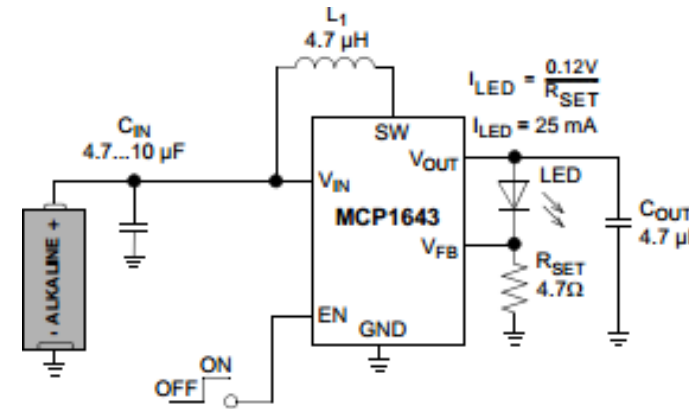 L1
4.7 µH
ILED = 0.12V
RSET
ILED = 25 mA
CIN
4.7...10 µF
SW
VOUT
LED
VIN
MCP1643
COUT
4.7 µ
VFB
RSET
4.7Ω
- ALKALINE +
EN
GND
ON
OFF